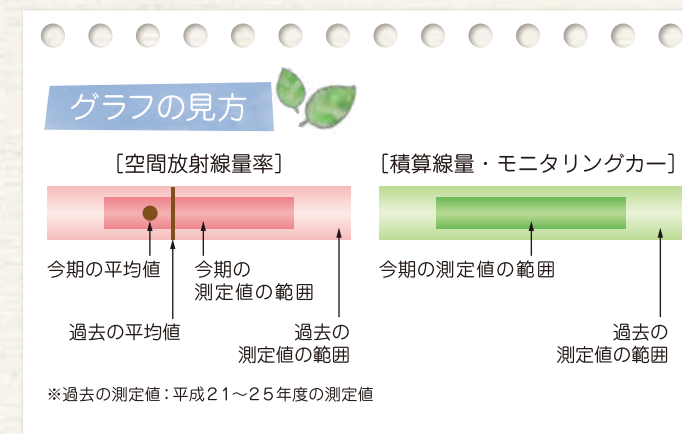 グラフの見方
［空間放射線量率］
今期の平均値
今期の
測定値の範囲
過去の平均値
過去の
測定値の範囲
［積算線量・モニタリングカー］
今期の測定値の範囲
過去の
測定値の範囲
※過去の測定値：平成２１～２５年度の測定値